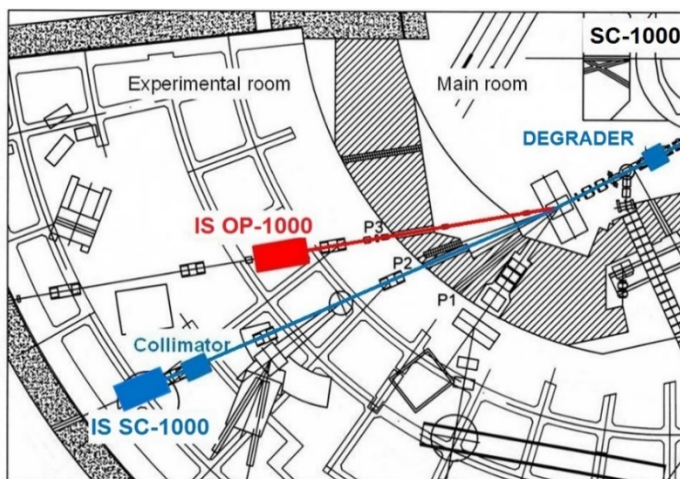 SC-1000
Experimental room
Main room
DEGRADER
IS OP-1000
P3
P2
P1
Collimator
IS SC-1000